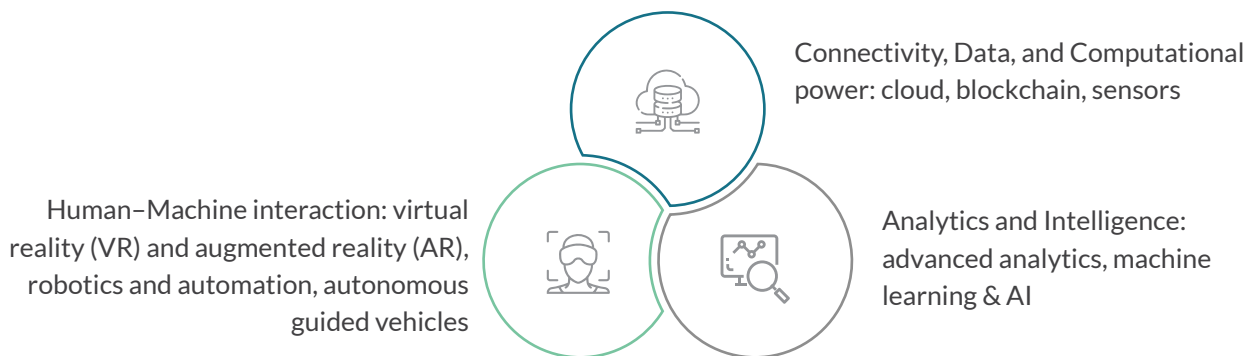 Connectivity, Data, and Computational
power: cloud, blockchain, sensors
Human–Machine interaction: virtual
reality (VR) and augmented reality (AR),
robotics and automation, autonomous
guided vehicles
Analytics and Intelligence:
advanced analytics, machine
learning & AI